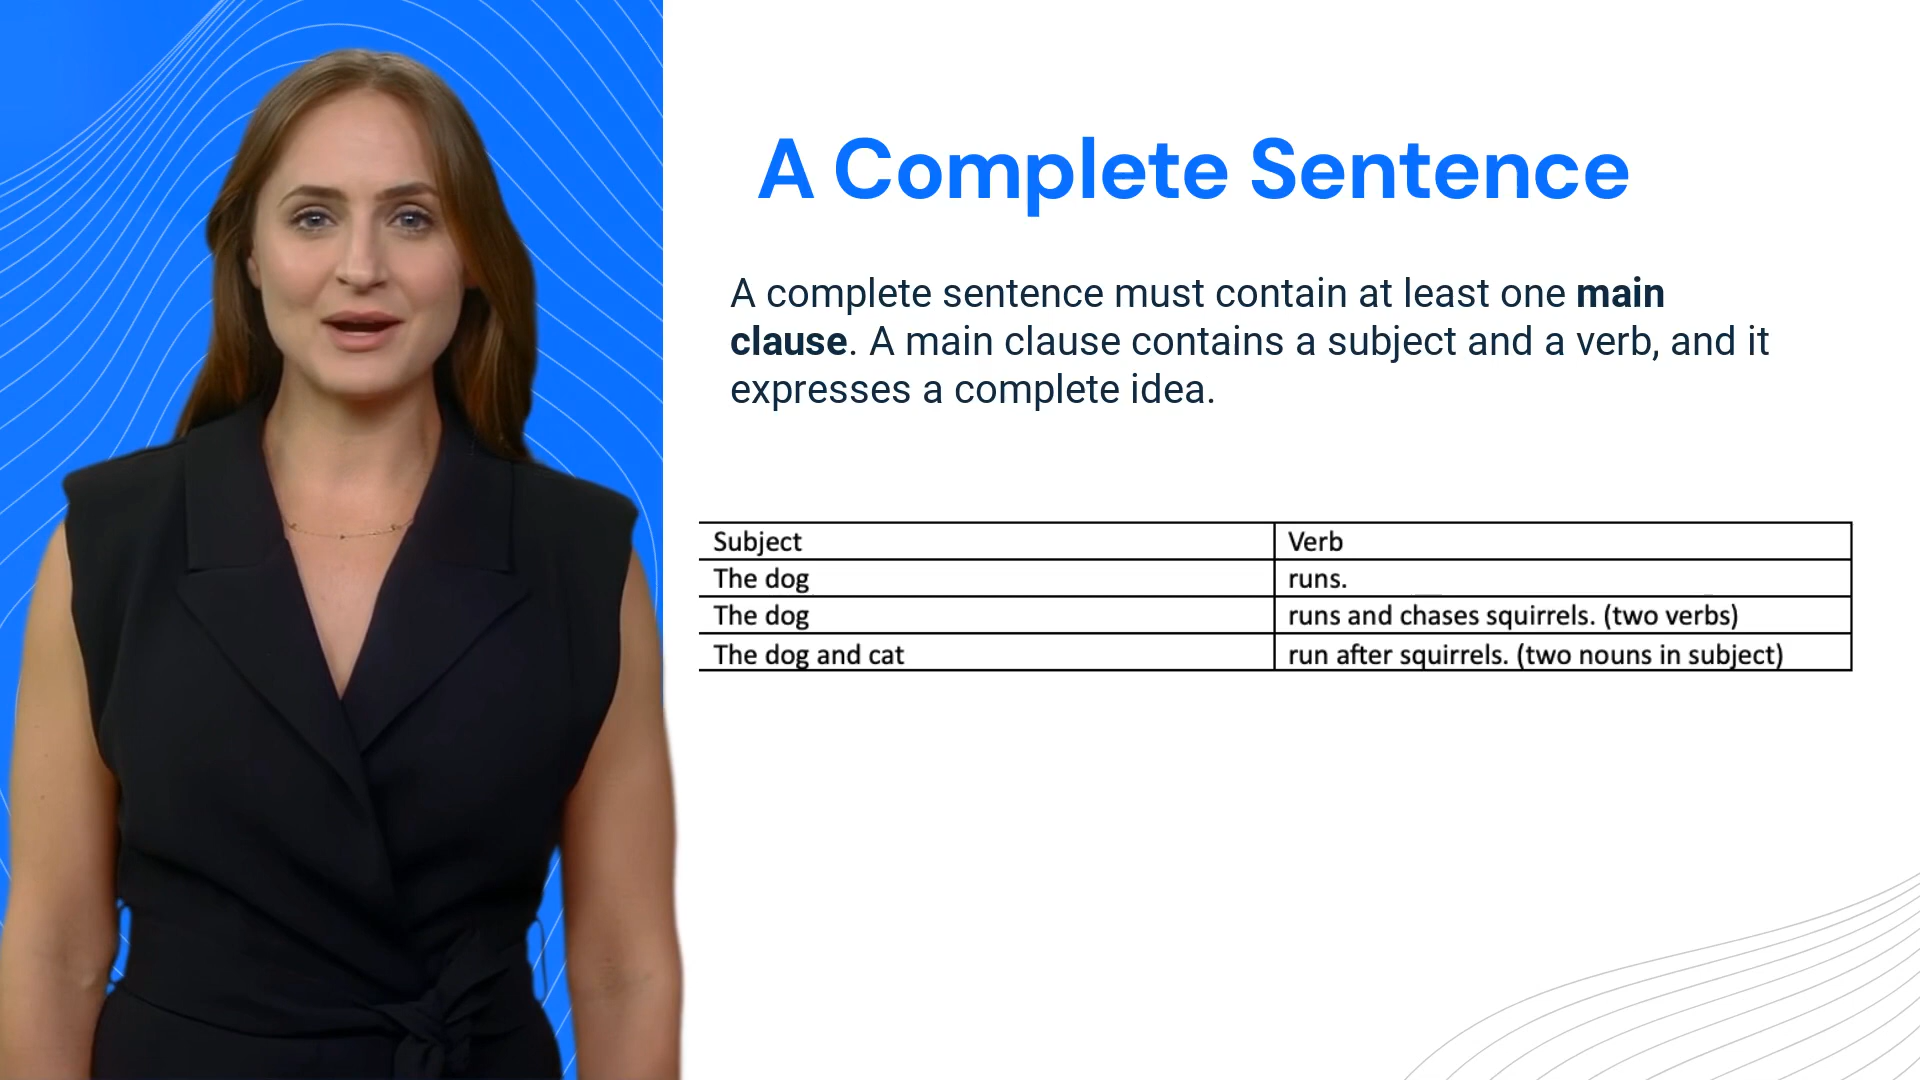 A Complete Sentence
A complete sentence must contain at least one main
clause. A main clause contains a subject and a verb, and it
expresses a complete idea.
Subject Verb
The dog runs.
The dog runs and chases squirrels. (two verbs)
The dog and cat run after squirrels. (two nouns in subject)